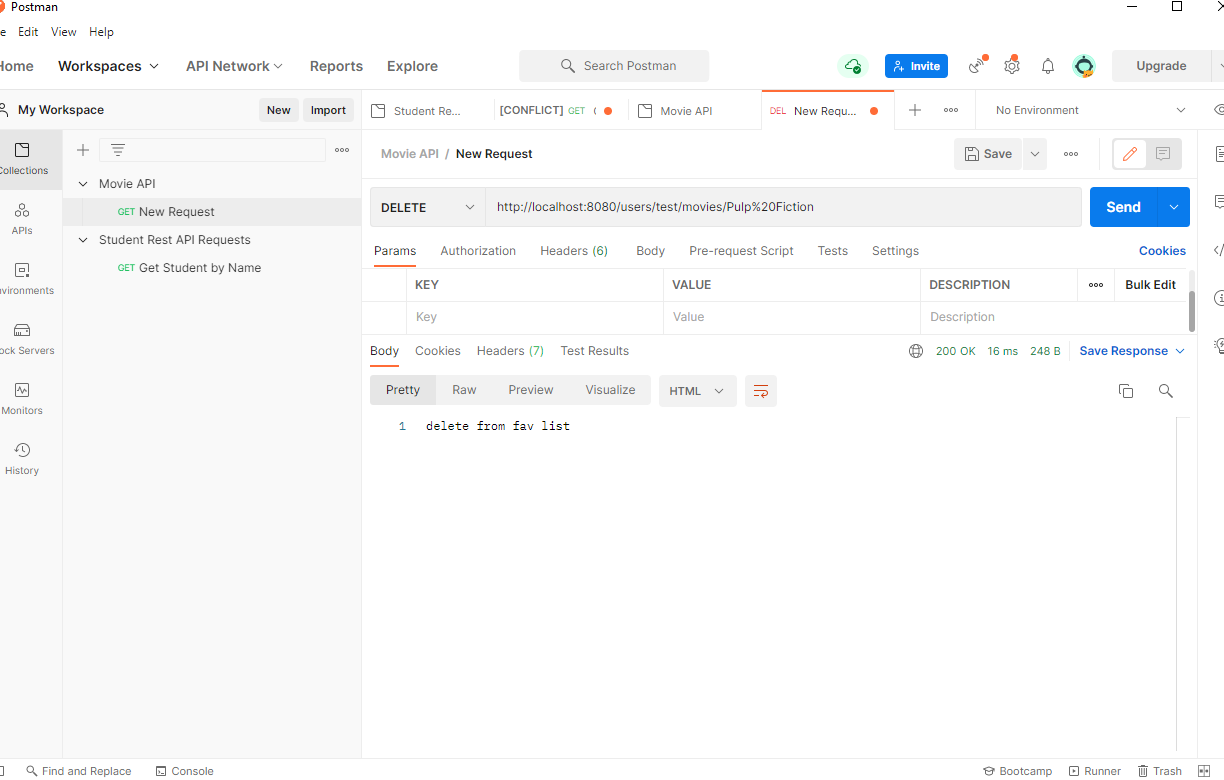 Postman
e Edit View Help
Home Workspaces API Network Reports Explore Search Postman Invite Upgrade
My Workspace New Import Student Re... [CONFLICT] GET Movie API DEL New Requ... No Environment
Movie API / New Request Save
Collections
Movie API
GET New Request
DELETE http://localhost:8080/users/test/movies/Pulp%20Fiction Send
APIs
Student Rest API Requests
GET Get Student by Name
Params Authorization Headers (6) Body Pre-request Script Tests Settings Cookies
nvironments
KEY VALUE DESCRIPTION Bulk Edit
Key Value Description
ock Servers
Body Cookies Headers (7) Test Results 200 OK 16 ms 248 B Save Response
Monitors
Pretty Raw Preview Visualize HTML
1 delete from fav list
History
Find and Replace Console Bootcamp Runner Trash